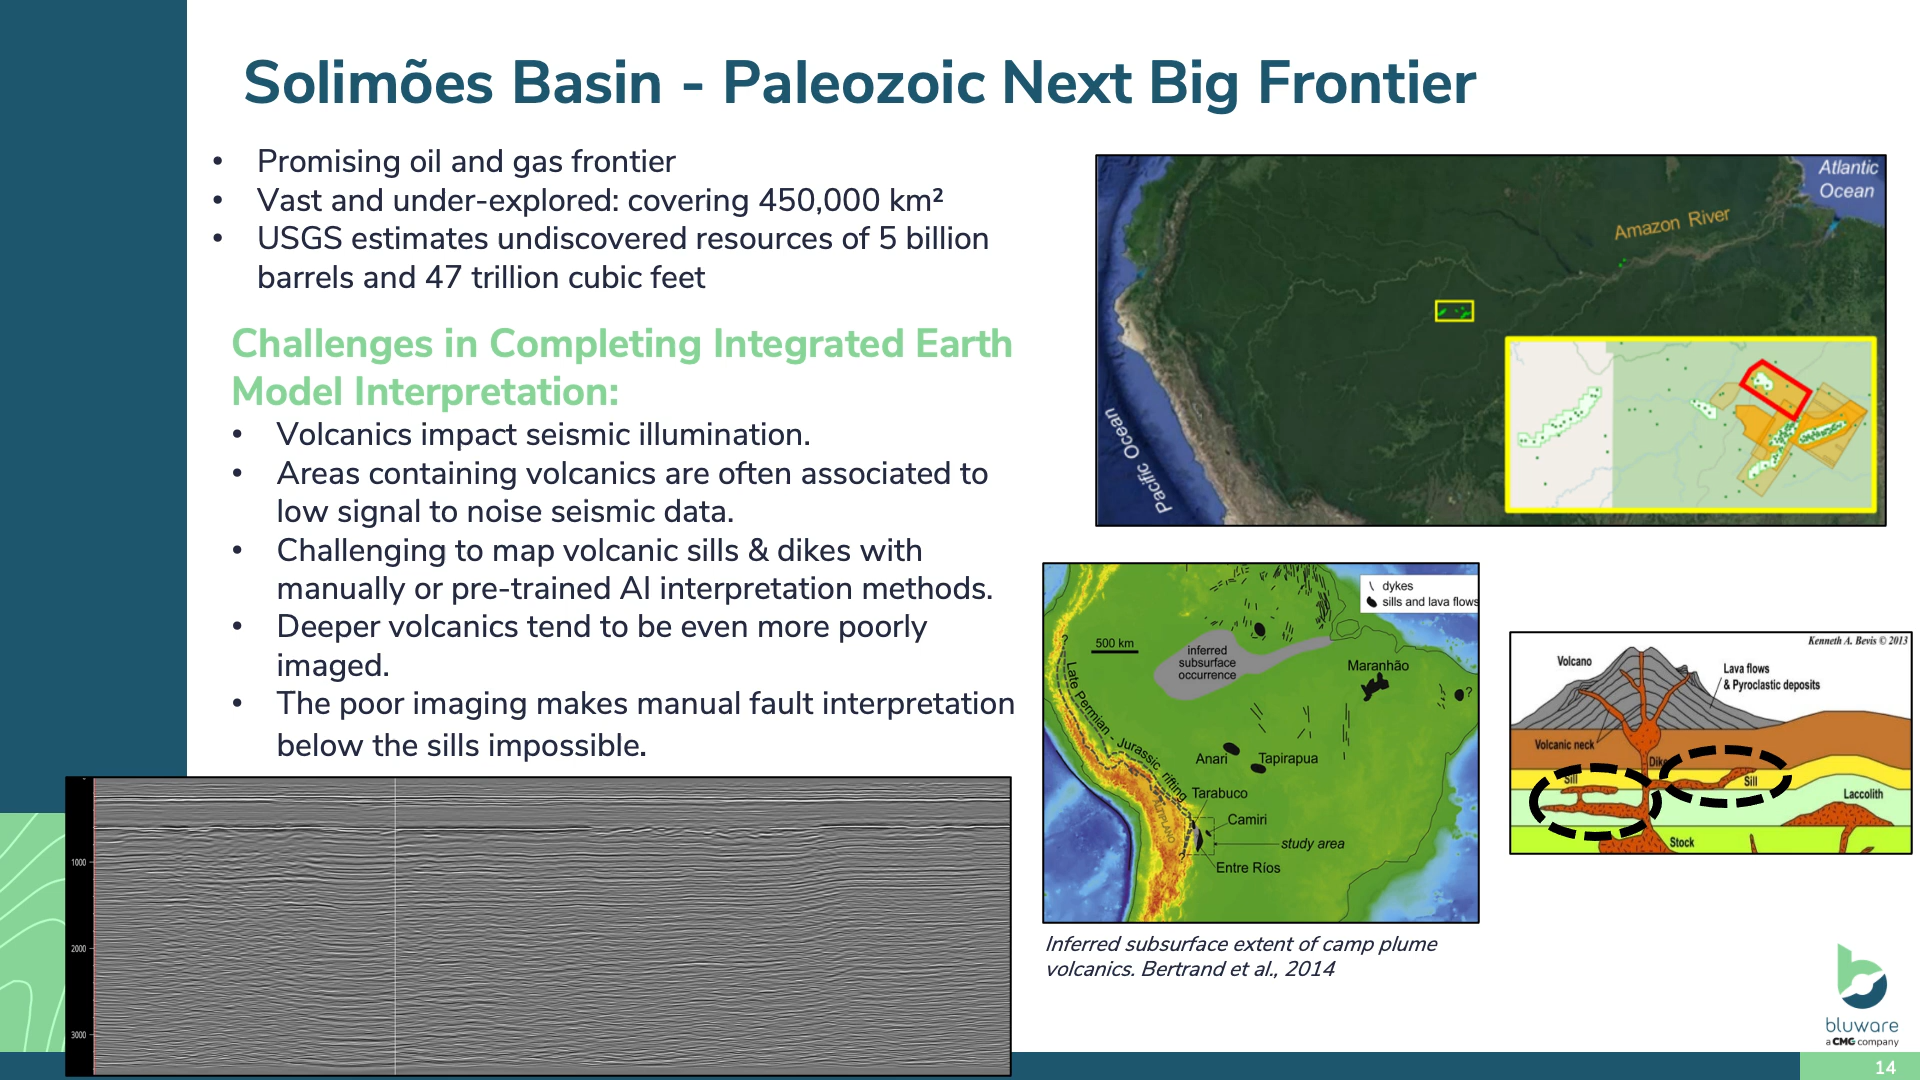 Solimões Basin - Paleozoic Next Big Frontier
• Promising oil and gas frontier
• Vast and under-explored: covering 450,000 km²
• USGS estimates undiscovered resources of 5 billion
barrels and 47 trillion cubic feet
Challenges in Completing Integrated Earth
Model Interpretation:
• Volcanics impact seismic illumination.
• Areas containing volcanics are often associated to
low signal to noise seismic data.
• Challenging to map volcanic sills & dikes with
manually or pre-trained AI interpretation methods.
• Deeper volcanics tend to be even more poorly
imaged.
• The poor imaging makes manual fault interpretation
below the sills impossible.
1000
2000
3000
Atlantic
Ocean
Amazon River
Pacific Ocean
dykes
sills and lava flows
500 km
?
inferred
subsurface
occurrence
Maranhão
?
Late Permian - Jurassic rifting
Anari
Tapirapua
Tarabuco
Camiri
study area
Entre Ríos
Inferred subsurface extent of camp plume
volcanics. Bertrand et al., 2014
Kenneth A. Bevis © 2013
Volcano
Lava flows
& Pyroclastic deposits
Volcanic neck
Dike
Sill
Sill
Laccolith
Stock
bluware
a CMG company
14